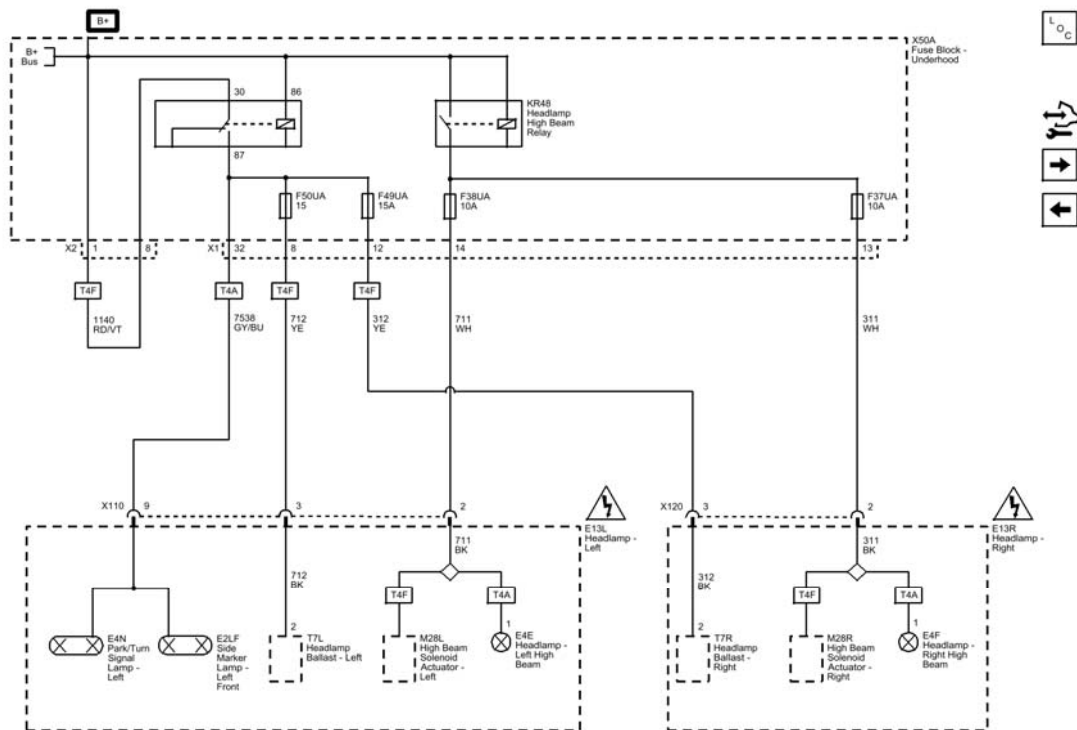 B+
L
O
C
B+
Bus
X50A
Fuse Block -
Underhood
30
86
KR48
Headlamp
High Beam
Relay
87
F50UA
15
F49UA
15A
F38UA
10A
F37UA
10A
X2
1
8
X1
32
8
12
14
13
T4F
T4A
T4F
T4F
1140
RD/VT
7538
GY/BU
712
YE
312
YE
711
WH
311
WH
X110
9
3
2
X120
3
2
E13L
Headlamp -
Left
E13R
Headlamp -
Right
711
BK
311
BK
712
BK
312
BK
T4F
T4A
T4F
T4A
2
1
2
1
E4N
Park/Turn
Signal
Lamp -
Left
E2LF
Side
Marker
Lamp -
Left
Front
T7L
Headlamp
Ballast - Left
M28L
High Beam
Solenoid
Actuator -
Left
E4E
Headlamp -
Left High
Beam
T7R
Headlamp
Ballast -
Right
M28R
High Beam
Solenoid
Actuator -
Right
E4F
Headlamp -
Right High
Beam